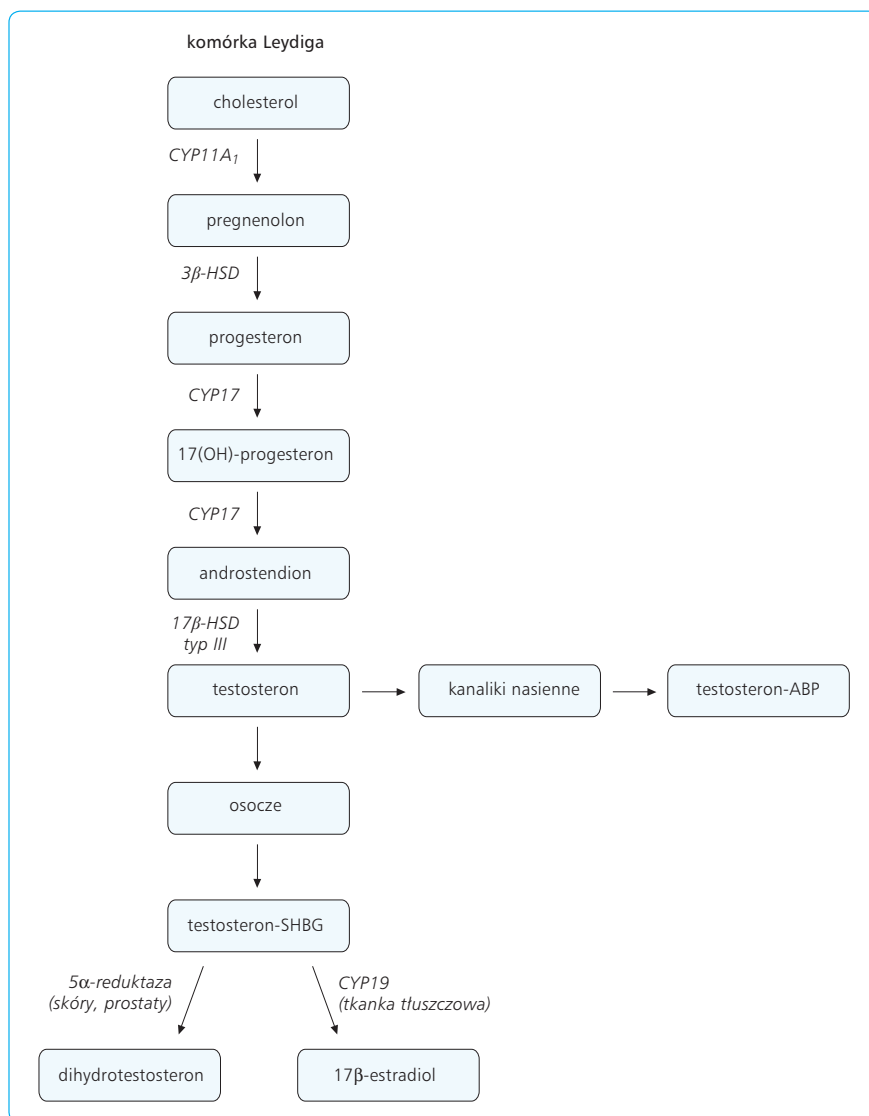 komórka Leydiga
cholesterol
CYP11A₁
pregnenolon
3β-HSD
progesteron
CYP17
17(OH)-progesteron
CYP17
androstendion
17β-HSD
typ III
testosteron
kanaliki nasienne
testosteron-ABP
osocze
testosteron-SHBG
5α-reduktaza
(skóry, prostaty)
CYP19
(tkanka tłuszczowa)
dihydrotestosteron
17β-estradiol